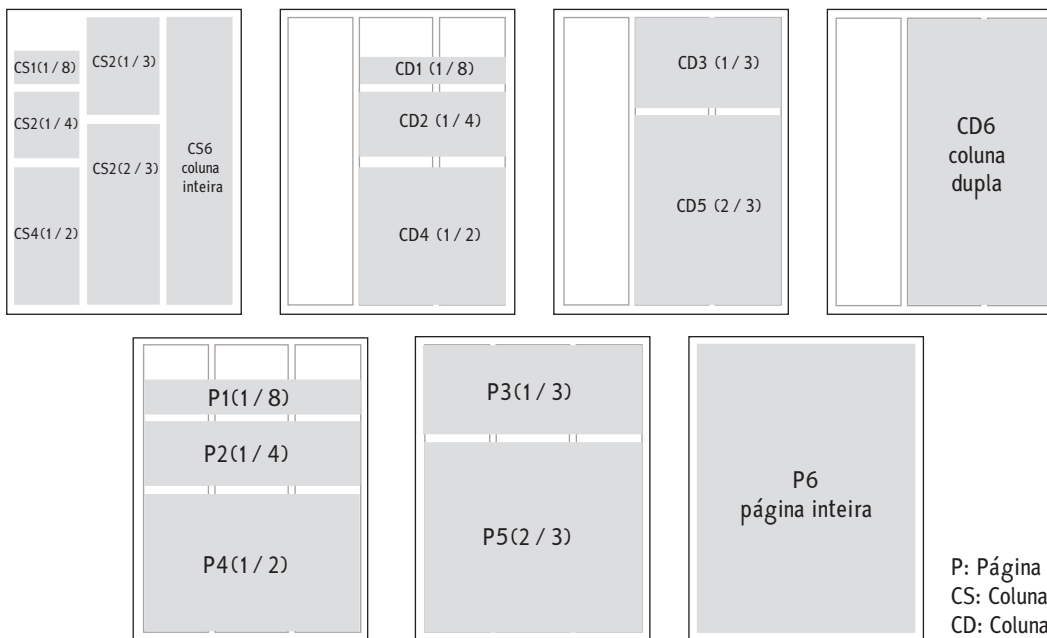 CS1(1/8)
CS2(1/3)
CS2(1/4)
CS2(2/3)
CS6
coluna
inteira
CS4(1/2)
CD1 (1/8)
CD2 (1/4)
CD4 (1/2)
CD3 (1/3)
CD5 (2/3)
CD6
coluna
dupla
P1(1/8)
P2(1/4)
P4(1/2)
P3(1/3)
P5(2/3)
P6
página inteira
P: Página
CS: Coluna
CD: Coluna